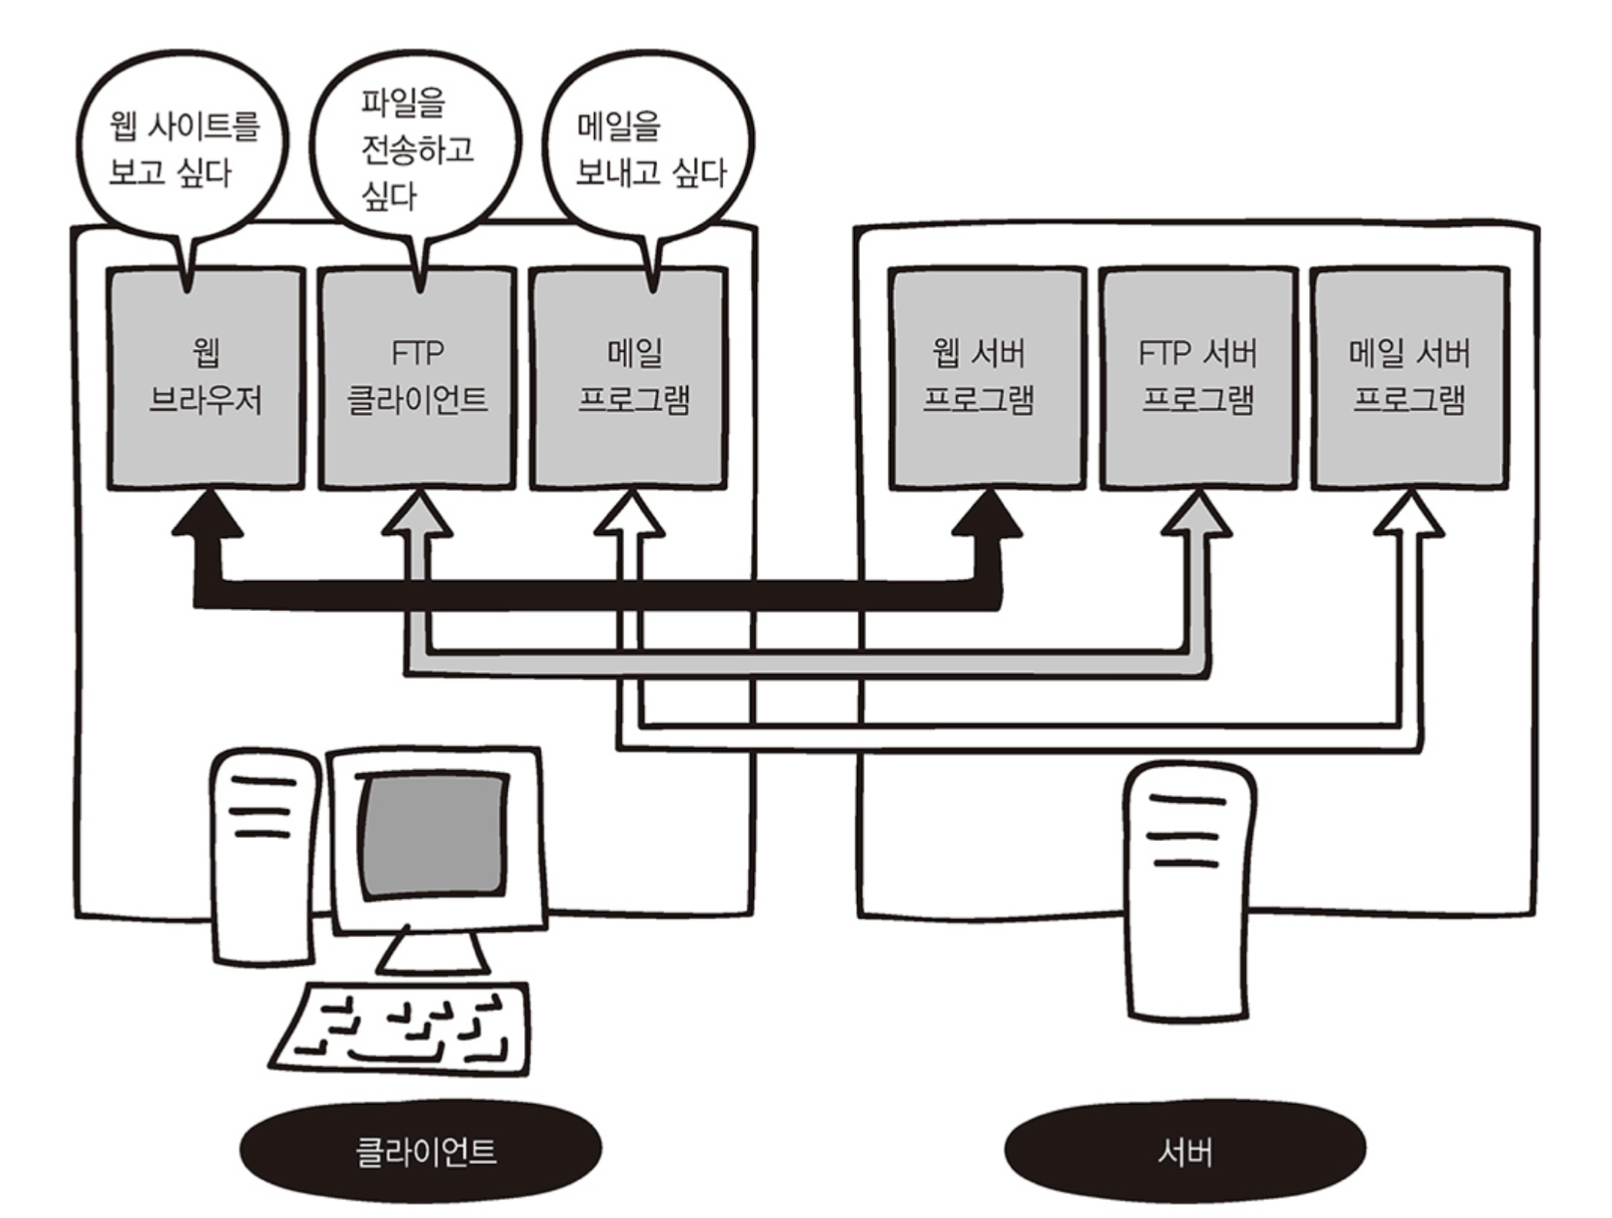 웹 사이트를
보고 싶다
파일을
전송하고
싶다
메일을
보내고 싶다
웹
브라우저
FTP
클라이언트
메일
프로그램
웹 서버
프로그램
FTP 서버
프로그램
메일 서버
프로그램
클라이언트
서버